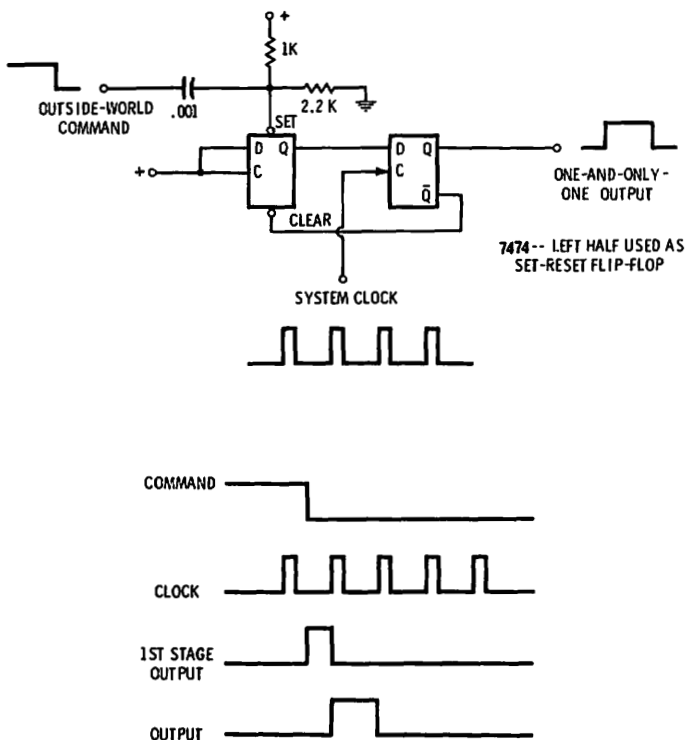 +
1K
OUTSIDE-WORLD
COMMAND
.001
2.2 K
SET
D Q
C
+
CLEAR
D Q
C
Q̅
ONE-AND-ONLY-
ONE OUTPUT
7474-- LEFT HALF USED AS
SET-RESET FLIP-FLOP
SYSTEM CLOCK
COMMAND
CLOCK
1ST STAGE
OUTPUT
OUTPUT